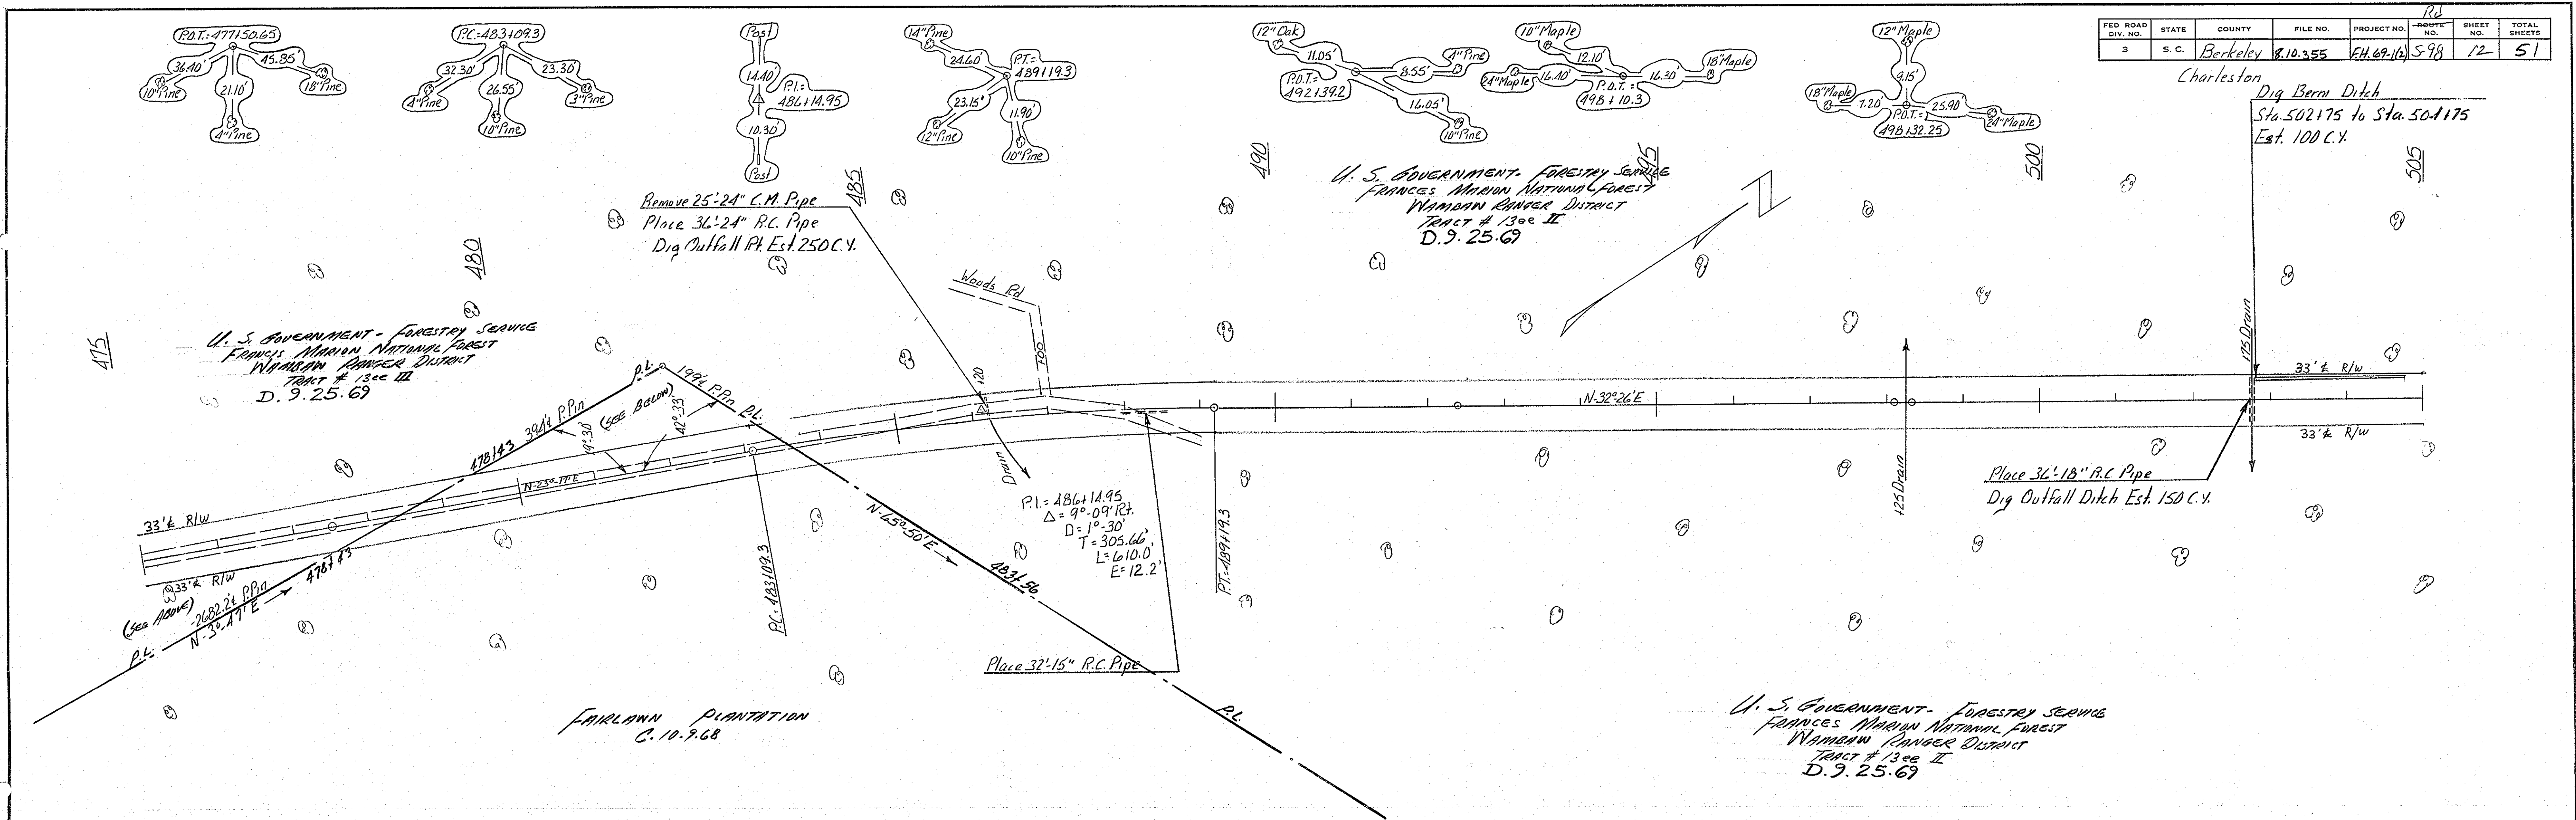 FED ROAD DIV. NO. STATE COUNTY FILE NO. PROJECT NO. ROUTE NO. SHEET NO. TOTAL SHEETS
Rd
3 S. C. Berkeley 8.10.355 F.H. 69-1(2) S-98 12 51
Charleston
P.O.T.= 477+50.65
36.40'
45.85'
21.10'
10" Pine
18" Pine
4" Pine
P.C.= 483+09.3
32.30'
23.30'
26.55'
4" Pine
3" Pine
10" Pine
Post
14.40'
P.I.=
486+14.95
10.30'
Post
14" Pine
24.60'
P.T.=
489+19.3
23.15'
11.90'
12" Pine
10" Pine
12" Oak
11.05'
8.55'
4" Pine
P.O.T.=
492+39.2
16.05'
10" Pine
10" Maple
12.10'
18" Maple
24" Maple
16.40'
16.30'
P.O.T.=
498+10.3
12" Maple
9.15'
18" Maple
7.20'
25.90'
24" Maple
P.O.T.=
498+32.25
Dig Berm Ditch
Sta. 502+75 to Sta. 504+75
Est. 100 C.Y.
475
480
485
490
495
500
505
Remove 25'-24" C.M. Pipe
Place 36'-24" R.C. Pipe
Dig Outfall Rt. Est. 250 C.Y.
U. S. GOVERNMENT- FORESTRY SERVICE
FRANCES MARION NATIONAL FOREST
WAMBAW RANGER DISTRICT
TRACT # 13ee II
D.9.25.69
N
U. S. GOVERNMENT- FORESTRY SERVICE
FRANCIS MARION NATIONAL FOREST
WAMBAW RANGER DISTRICT
TRACT # 13ee III
D.9.25.69
Woods Rd
+00
+20
P.L.
199'± P.Pin
P.L.
394'± P.Pin
(SEE BELOW)
42°33'
478+43
N-23°-17'E
33'± R/W
33'± R/W
478+43
(SEE ABOVE)
2682.2'± P.Pin
N-3°-47'E
P.L.
P.C.= 483+09.3
N-65°-50'E
483+56
Drain
P.I.= 486+14.95
Δ= 9°-09' Rt.
D= 1°-30'
T= 305.66'
L= 610.0'
E= 12.2'
P.T.= 489+19.3
Place 32'-15" R.C. Pipe
P.L.
N-32°-26'E
+25 Drain
+75 Drain
33'± R/W
33'± R/W
Place 36'-18" R.C. Pipe
Dig Outfall Ditch Est. 150 C.Y.
FAIRLAWN PLANTATION
C.10.9.68
U. S. GOVERNMENT- FORESTRY SERVICE
FRANCES MARION NATIONAL FOREST
WAMBAW RANGER DISTRICT
TRACT # 13ee II
D.9.25.69